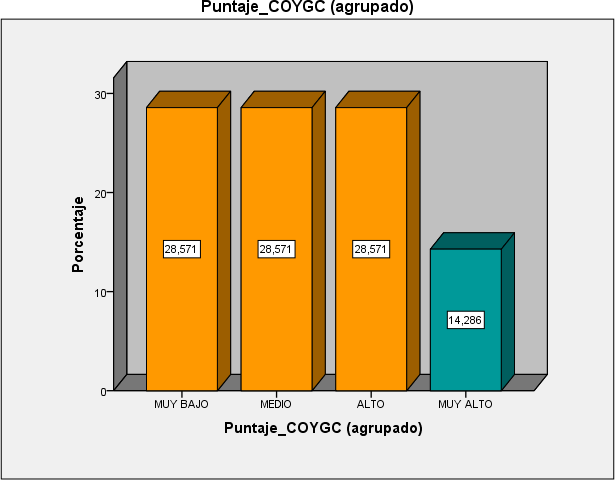 Puntaje_COYGC (agrupado)
30
20
10
0
Porcentaje
28,571
28,571
28,571
14,286
MUY BAJO
MEDIO
ALTO
MUY ALTO
Puntaje_COYGC (agrupado)